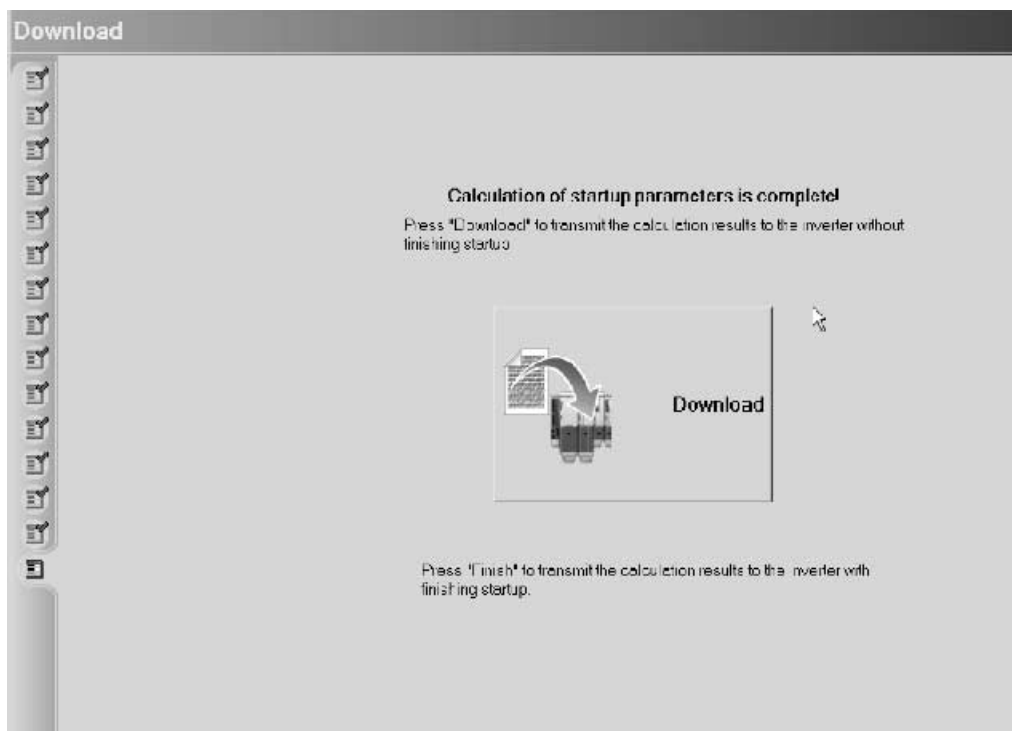 Download
Calculation of startup parameters is complete!
Press "Download" to transmit the calculation results to the inverter without
finishing startup
Download
Press "Finish" to transmit the calculation results to the inverter with
finishing startup.